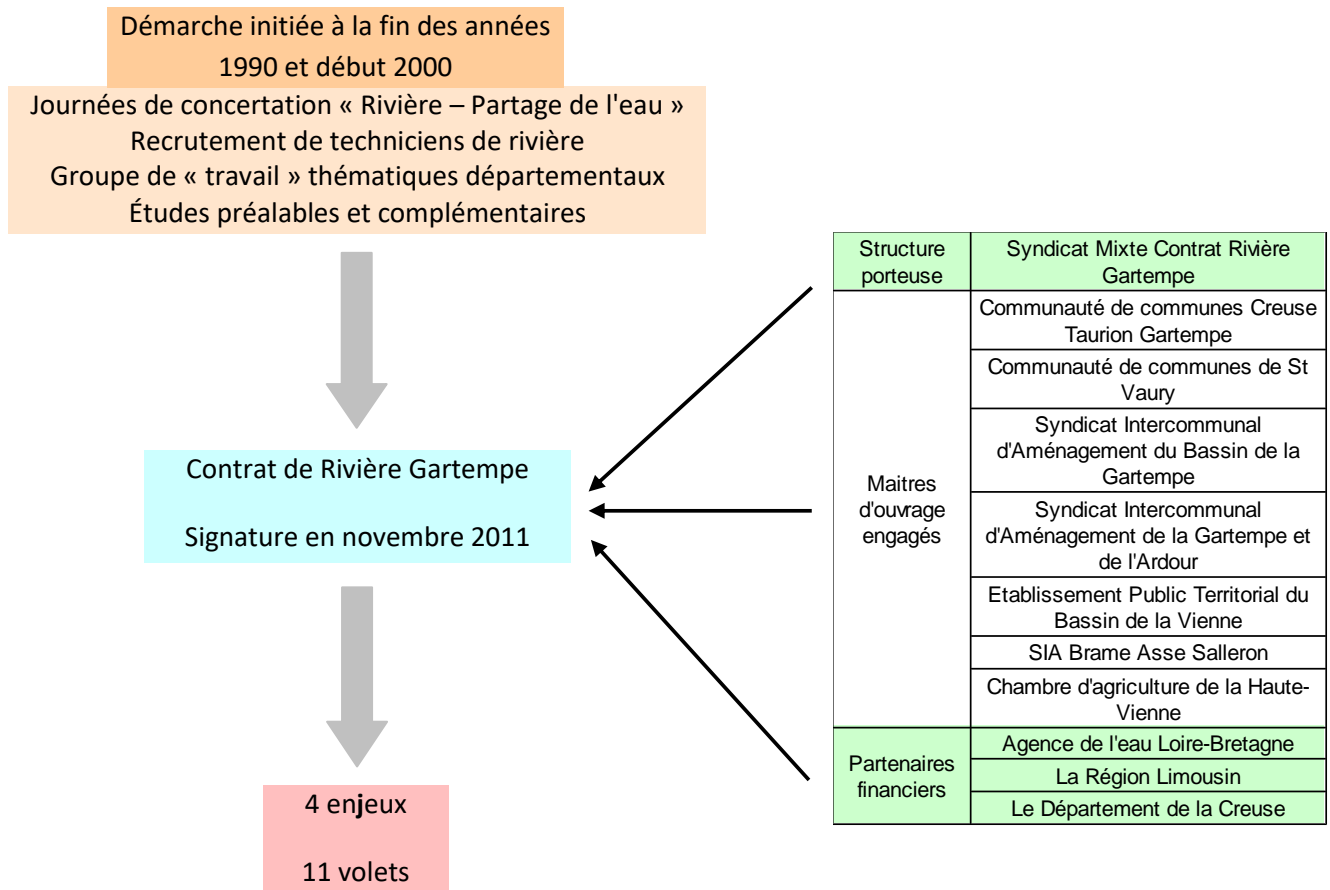 Démarche initiée à la fin des années
1990 et début 2000
Journées de concertation « Rivière – Partage de l'eau »
Recrutement de techniciens de rivière
Groupe de « travail » thématiques départementaux
Études préalables et complémentaires
Contrat de Rivière Gartempe
Signature en novembre 2011
4 enjeux
11 volets
Structure
porteuse
Syndicat Mixte Contrat Rivière
Gartempe
Maitres
d'ouvrage
engagés
Communauté de communes Creuse
Taurion Gartempe
Communauté de communes de St
Vaury
Syndicat Intercommunal
d'Aménagement du Bassin de la
Gartempe
Syndicat Intercommunal
d'Aménagement de la Gartempe et
de l'Ardour
Etablissement Public Territorial du
Bassin de la Vienne
SIA Brame Asse Salleron
Chambre d'agriculture de la Haute-
Vienne
Partenaires
financiers
Agence de l'eau Loire-Bretagne
La Région Limousin
Le Département de la Creuse